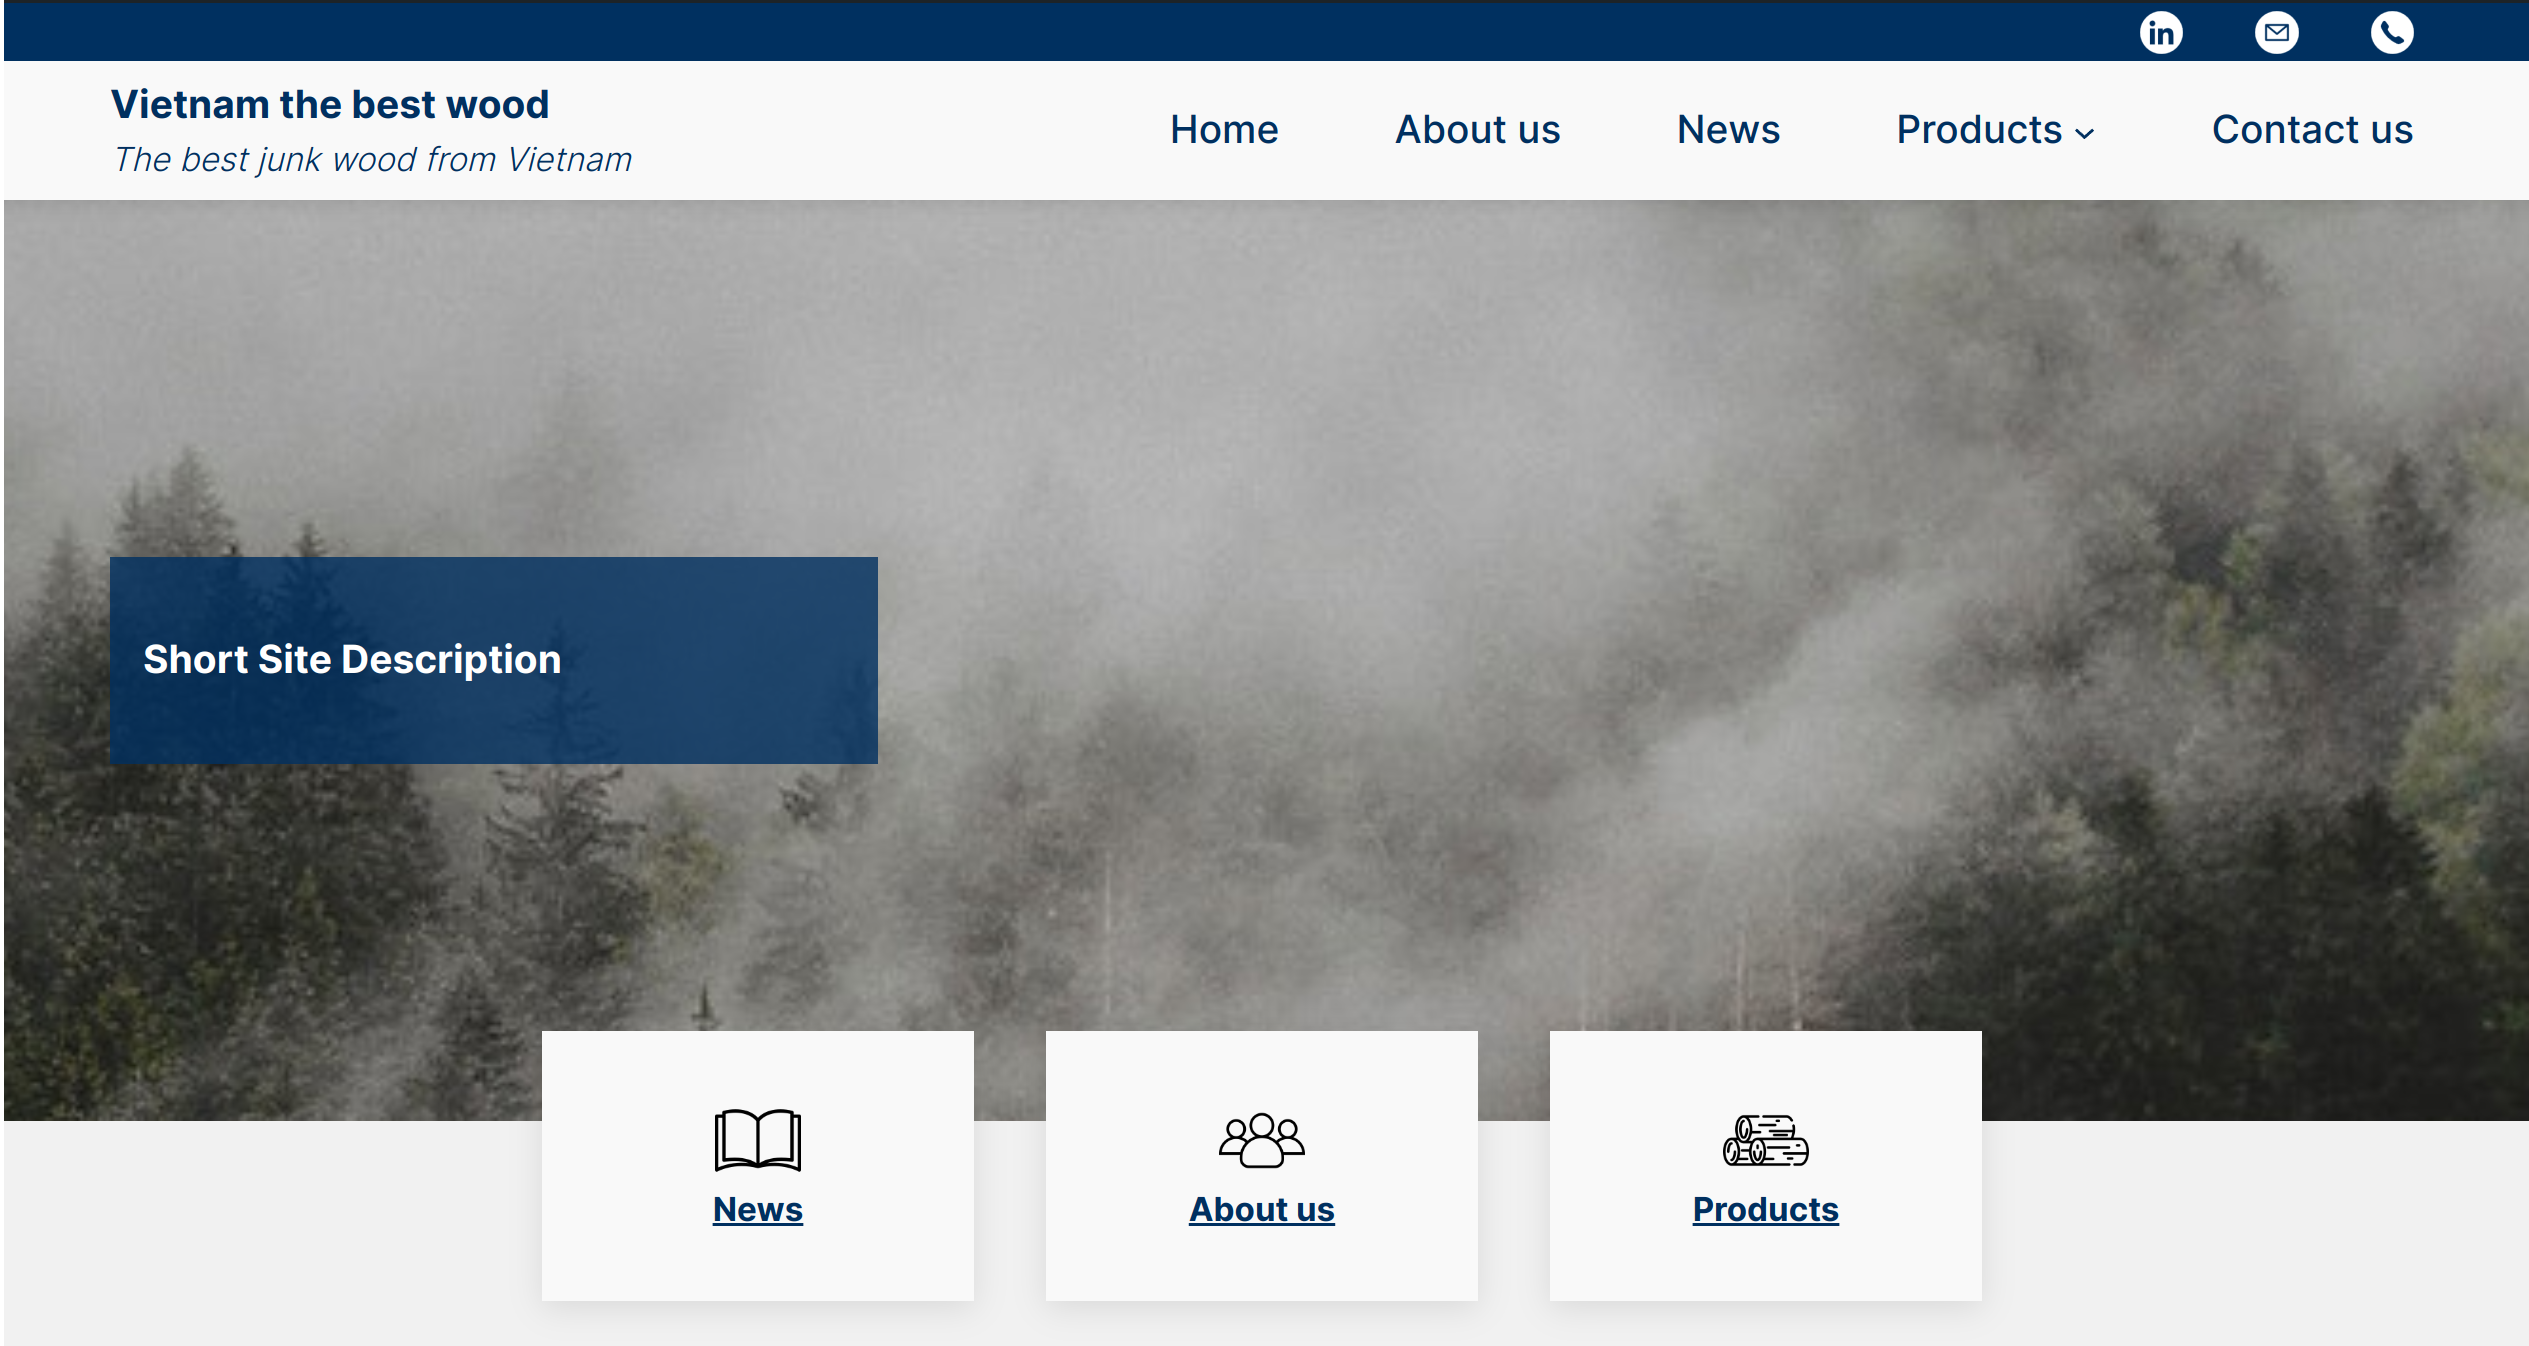 in
Vietnam the best wood
The best junk wood from Vietnam
Home About us News Products Contact us
Short Site Description
News About us Products